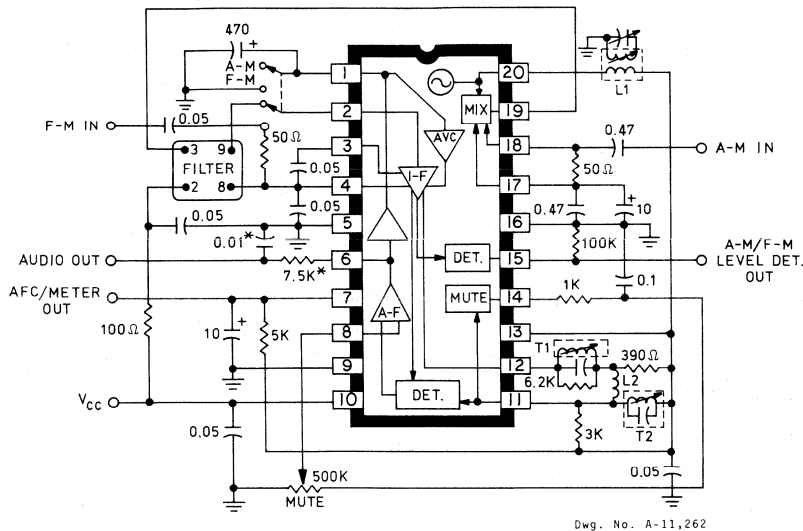 470
+
A-M
F-M
F-M IN
0.05
50Ω
3 9
FILTER
2 8
0.05
0.05
0.05
0.01*
AUDIO OUT
7.5K*
AFC/METER
OUT
100Ω
10
+
5K
VCC
0.05
500K
MUTE
1
2
3
4
5
6
7
8
9
10
AVC
I-F
A-F
DET.
MIX
DET.
MUTE
20
19
18
17
16
15
14
13
12
11
L1
0.47
A-M IN
50Ω
0.47
+
10
100K
A-M/F-M
LEVEL DET.
OUT
0.1
1K
T1
390Ω
6.2K
L2
T2
3K
0.05
Dwg. No. A-11,262